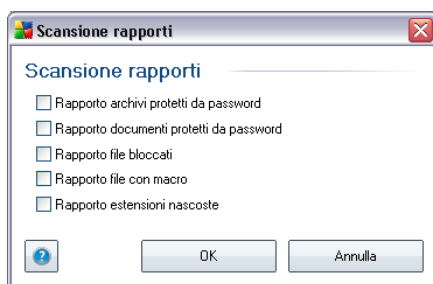 Scansione rapporti
Scansione rapporti
Rapporto archivi protetti da password
Rapporto documenti protetti da password
Rapporto file bloccati
Rapporto file con macro
Rapporto estensioni nascoste
? OK Annulla